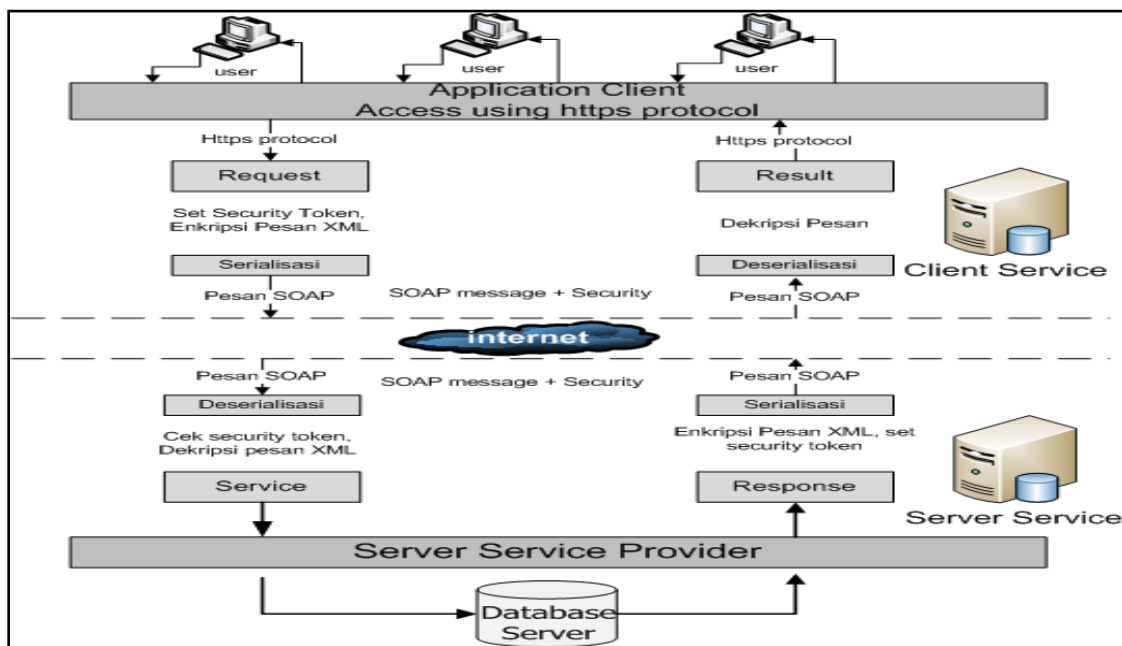 user
user
user
Application Client
Access using https protocol
Https protocol
Https protocol
Request
Result
Set Security Token,
Enkripsi Pesan XML
Dekripsi Pesan
Serialisasi
Deserialisasi
Client Service
Pesan SOAP
SOAP message + Security
Pesan SOAP
internet
Pesan SOAP
SOAP message + Security
Pesan SOAP
Deserialisasi
Serialisasi
Cek security token,
Dekripsi pesan XML
Enkripsi Pesan XML, set
security token
Service
Response
Server Service
Server Service Provider
Database
Server